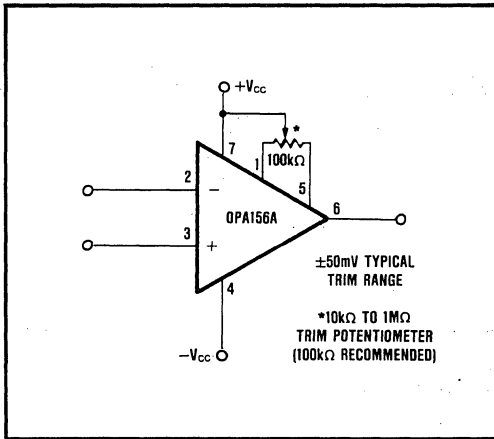 +VCC
*
7
1
100kΩ
5
2
−
OPA156A
6
3
+
4
±50mV TYPICAL
TRIM RANGE
*10kΩ TO 1MΩ
TRIM POTENTIOMETER
(100kΩ RECOMMENDED)
−VCC